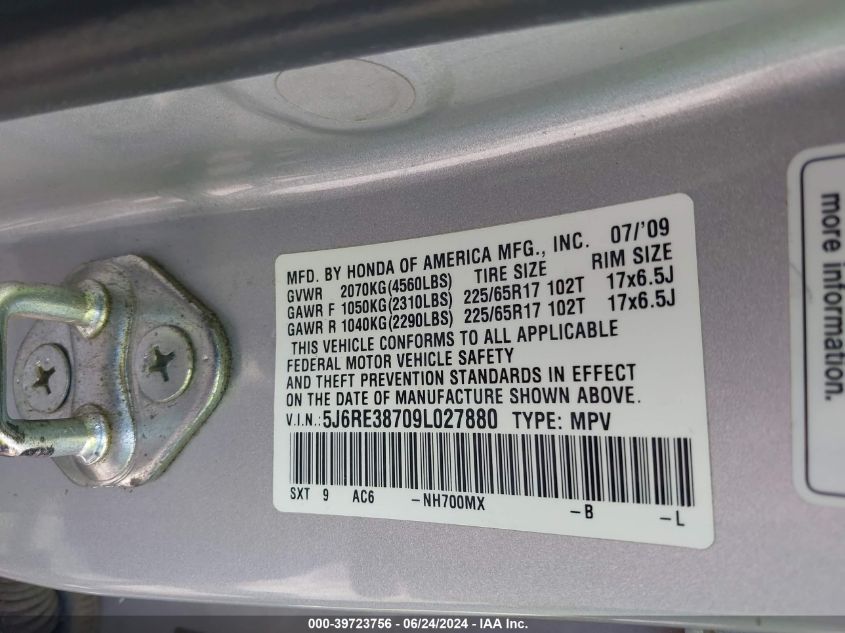 MFD. BY HONDA OF AMERICA MFG., INC. 07/'09
GVWR 2070KG(4560LBS) TIRE SIZE RIM SIZE
GAWR F 1050KG(2310LBS) 225/65R17 102T 17x6.5J
GAWR R 1040KG(2290LBS) 225/65R17 102T 17x6.5J
THIS VEHICLE CONFORMS TO ALL APPLICABLE
FEDERAL MOTOR VEHICLE SAFETY
AND THEFT PREVENTION STANDARDS IN EFFECT
ON THE DATE OF MANUFACTURE SHOWN ABOVE.
V.I.N.:5J6RE38709L027880 TYPE: MPV
SXT 9 AC6 -NH700MX -B -L
more information.
000-39723756 - 06/24/2024 - IAA Inc.